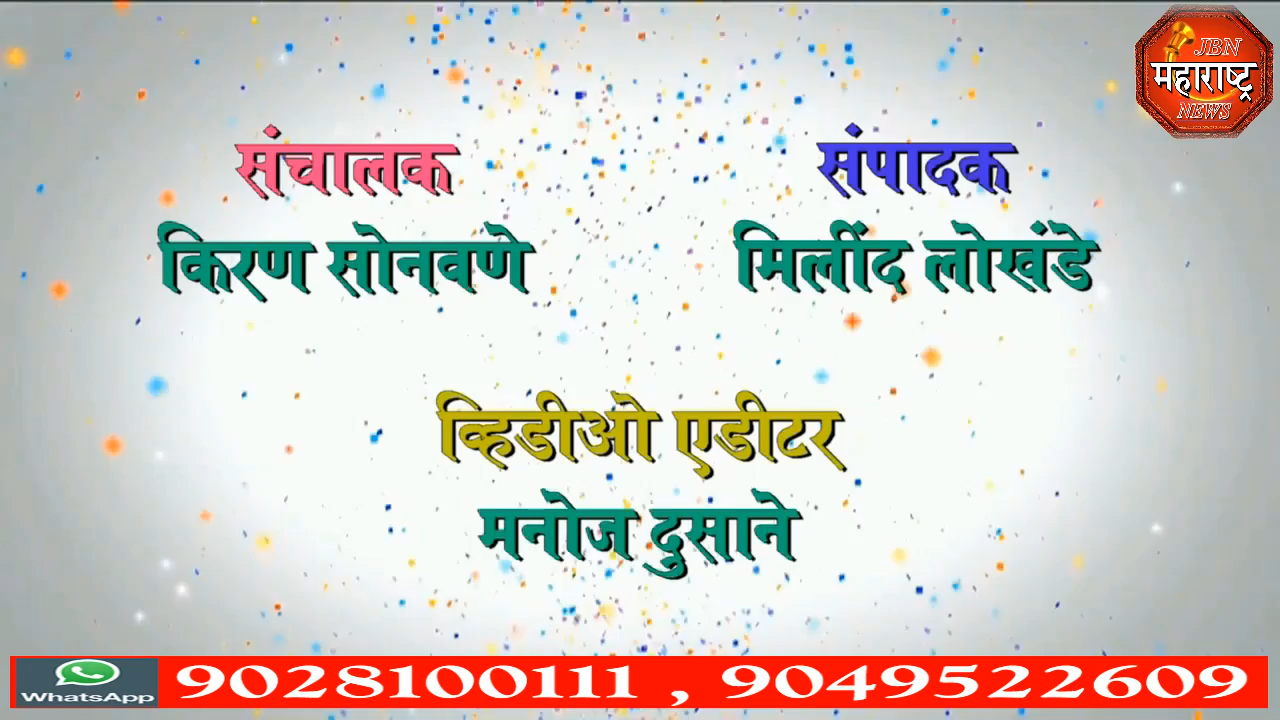 JBN
महाराष्ट्र
NEWS
संचालक
किरण सोनवणे
संपादक
मिलींद लोखंडे
व्हिडीओ एडीटर
मनोज दुसाने
WhatsApp 9028100111 , 9049522609